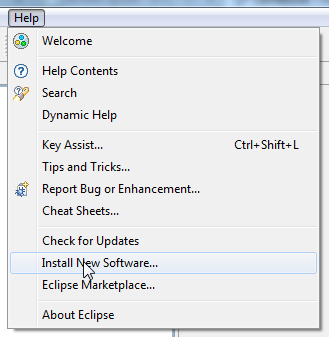 Help
Welcome
Help Contents
Search
Dynamic Help
Key Assist... Ctrl+Shift+L
Tips and Tricks...
Report Bug or Enhancement...
Cheat Sheets...
Check for Updates
Install New Software...
Eclipse Marketplace...
About Eclipse